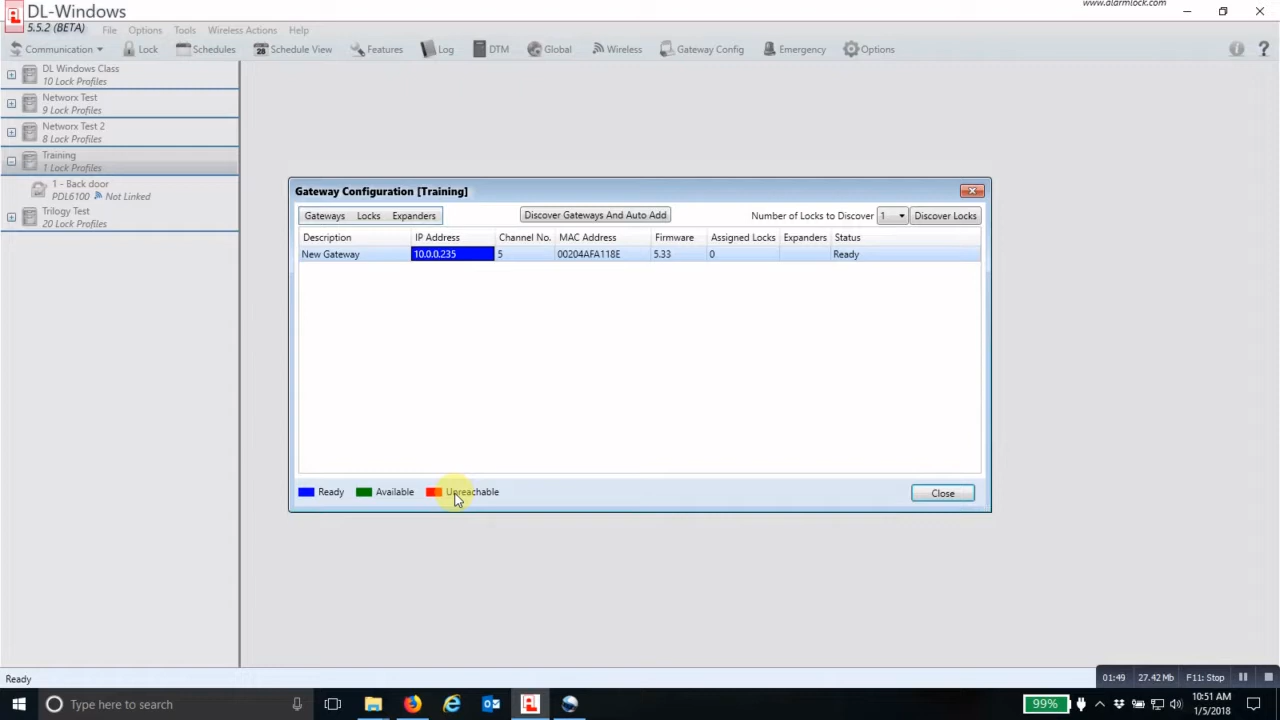 DL-Windows
www.alarmlock.com
5.5.2 (BETA) File Options Tools Wireless Actions Help
Communication Lock Schedules 28 Schedule View Features Log DTM Global Wireless Gateway Config Emergency Options
DL Windows Class
10 Lock Profiles
Networx Test
9 Lock Profiles
Networx Test 2
8 Lock Profiles
Training
1 Lock Profiles
1 - Back door
PDL6100 Not Linked
Trilogy Test
20 Lock Profiles
Gateway Configuration [Training]
Gateways Locks Expanders Discover Gateways And Auto Add Number of Locks to Discover 1 Discover Locks
Description IP Address Channel No. MAC Address Firmware Assigned Locks Expanders Status
New Gateway 10.0.0.235 5 00204AFA118E 5.33 0 Ready
Ready Available Unreachable Close
Ready
01:49 27.42 Mb F11: Stop
Type here to search
99%
10:51 AM
1/5/2018